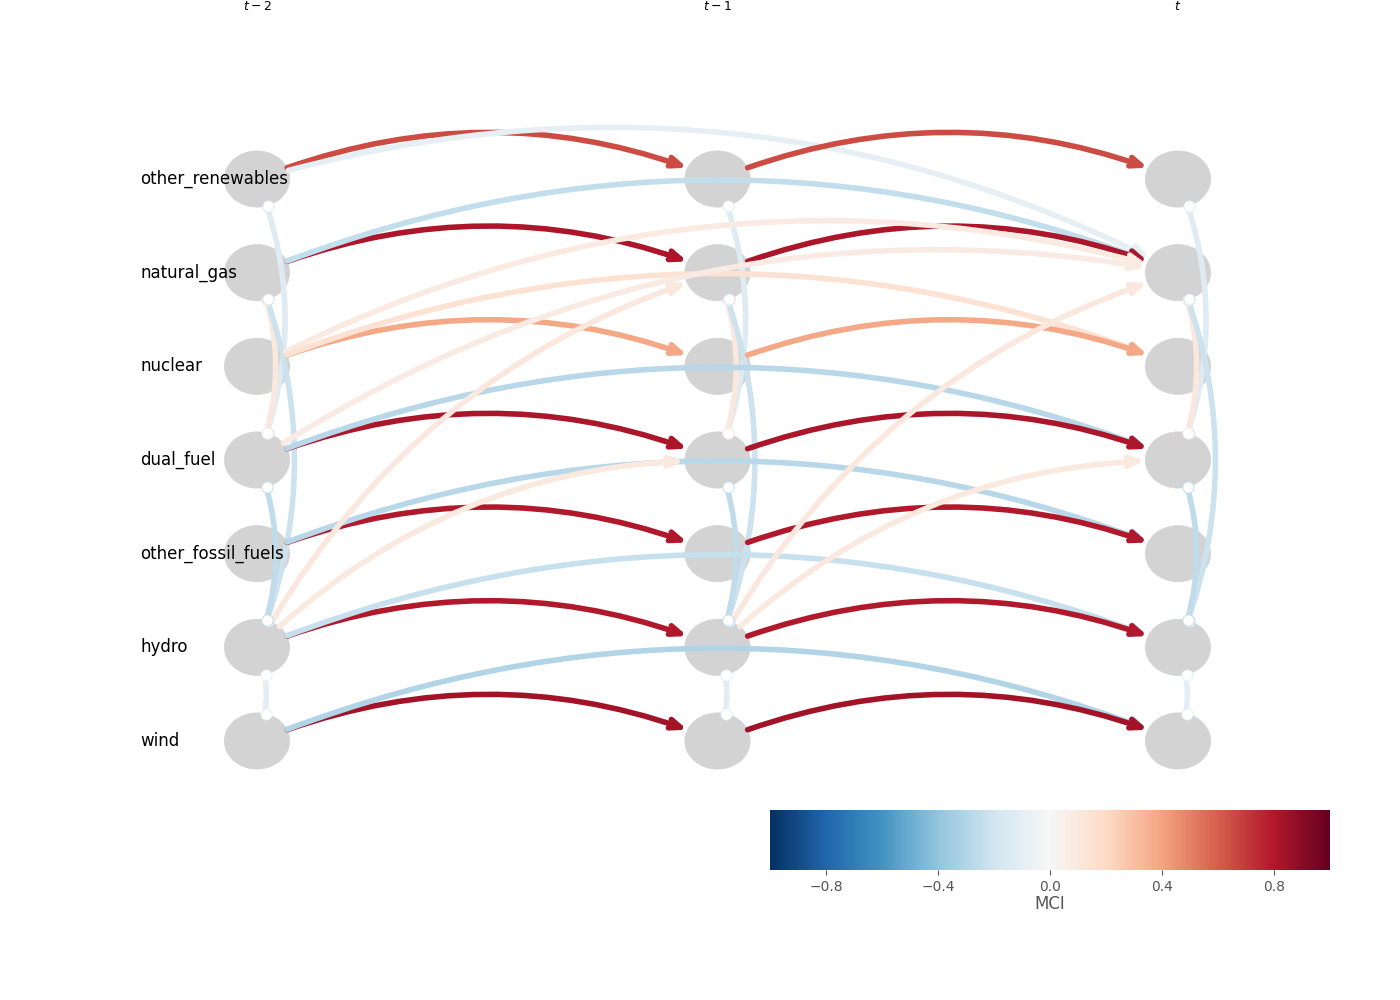 t − 2 t − 1 t
other_renewables
natural_gas
nuclear
dual_fuel
other_fossil_fuels
hydro
wind
−0.8 −0.4 0.0 0.4 0.8
MCI